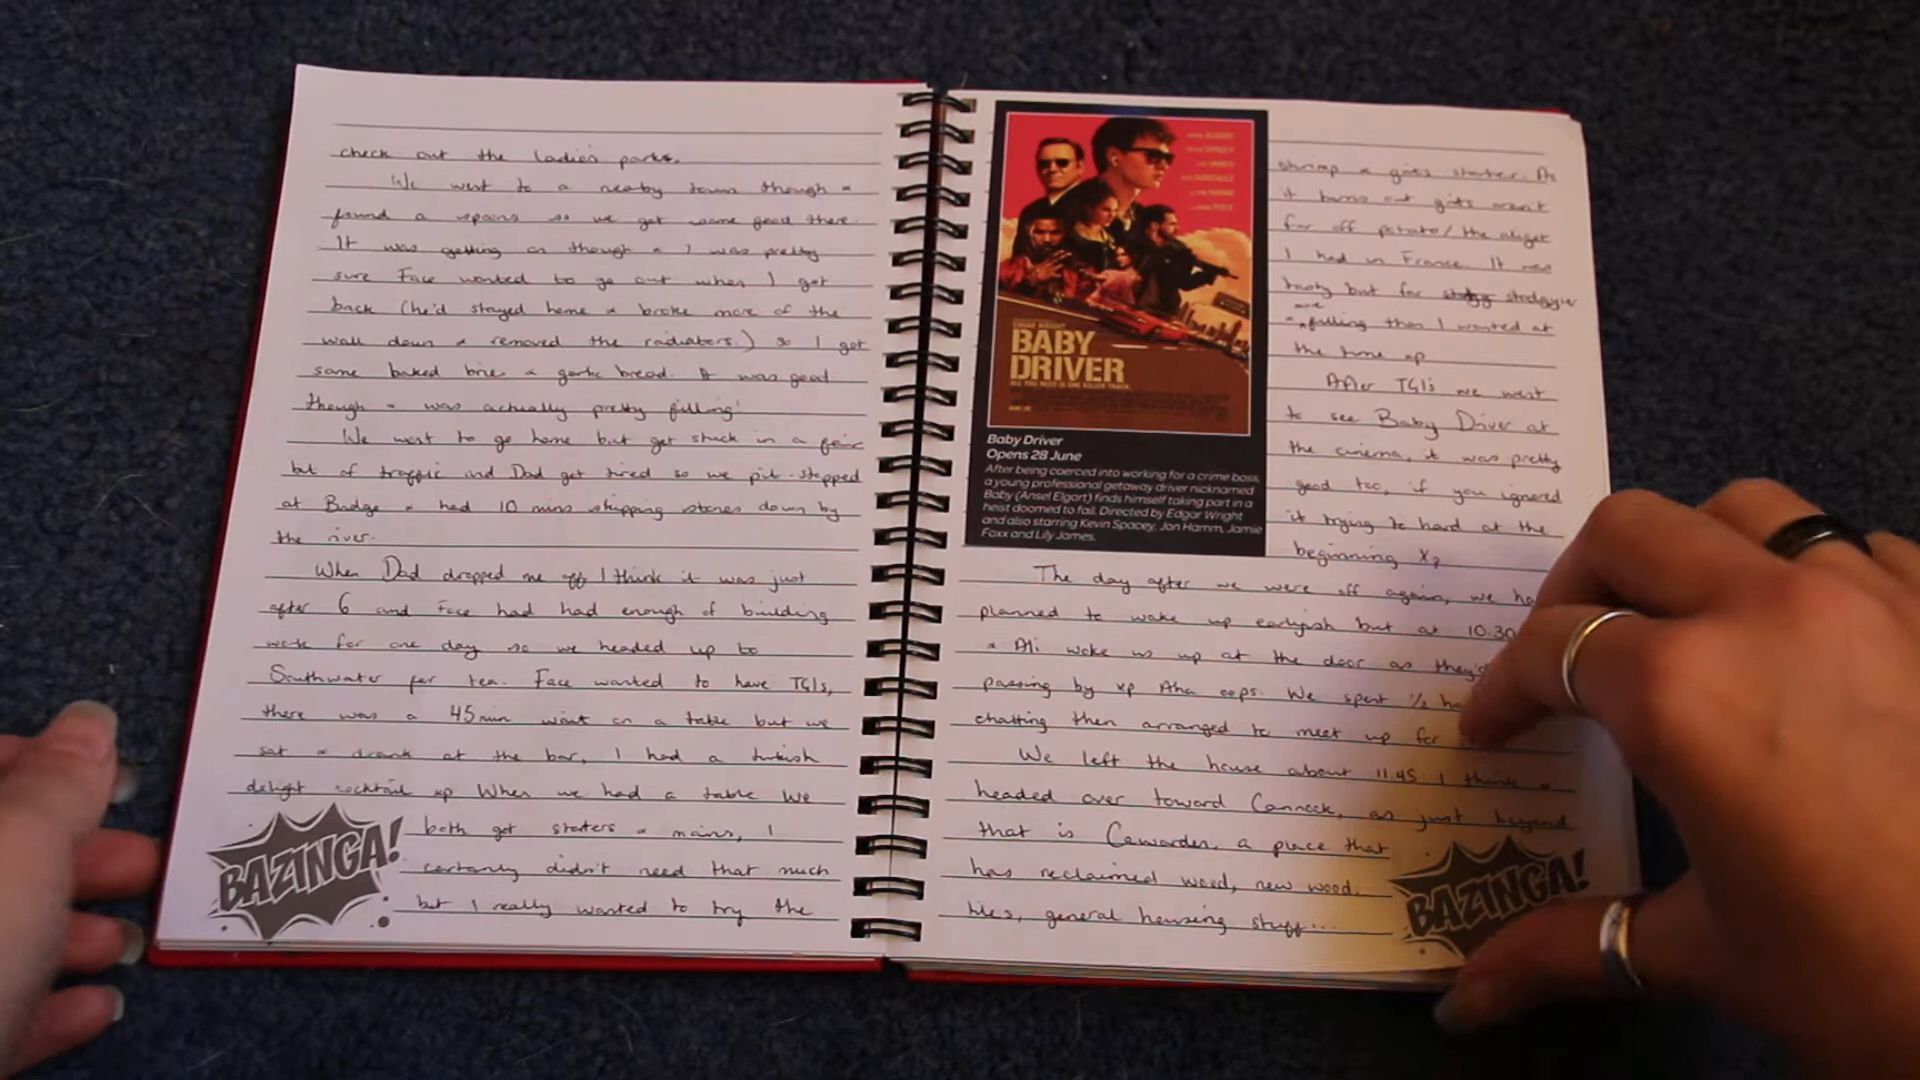 check out the ladies parts.
We went to a nearby town though &
found a spoons so we got some food there.
It was getting on though & I was pretty
sure Face wanted to go out when I got
back (he'd stayed home & broke more of the
wall down & removed the radiators.) so I got
some baked brie & garlic bread. It was good
though & was actually pretty filling!
We went to go home but got stuck in a fair
bit of traffic and Dad got tired so we pit-stopped
at Bridge & had 10 mins skipping stones down by
the river.
When Dad dropped me off I think it was just
after 6 and Face had had enough of building
work for one day so we headed up to
Southwater for tea. Face wanted to have TGIs,
there was a 45min wait on a table but we
sat & drank at the bar, I had a turkish
delight cocktail xp When we had a table we
both got starters & mains, I
certainly didn't need that much
but I really wanted to try the
BAZINGA!
BABY
DRIVER
Baby Driver
Opens 28 June
After being coerced into working for a crime boss,
a young professional getaway driver nicknamed
Baby (Ansel Elgort) finds himself taking part in a
heist doomed to fail. Directed by Edgar Wright
and also starring Kevin Spacey, Jon Hamm, Jamie
Foxx and Lily James.
shrimp & grits starter. As
it turns out grits aren't
far off potato/the aligot
I had in France. It was
tasty but far stodgyier
& more filling than I wanted at
the time xp
After TGIs we went
to see Baby Driver at
the cinema, it was pretty
good too, if you ignored
it trying to hard at the
beginning xp
The day after we were off again, we ha
planned to wake up earlyish but at 10.30
& Ali woke us up at the door as they'd
passing by xp Aha oops. We spent 1/2 ha
chatting then arranged to meet up for
We left the house about 11.45 I think &
headed over toward Cannock, as just beyond
that is Cawarden, a place that
has reclaimed wood, new wood,
tiles, general housing stuff...
BAZINGA!